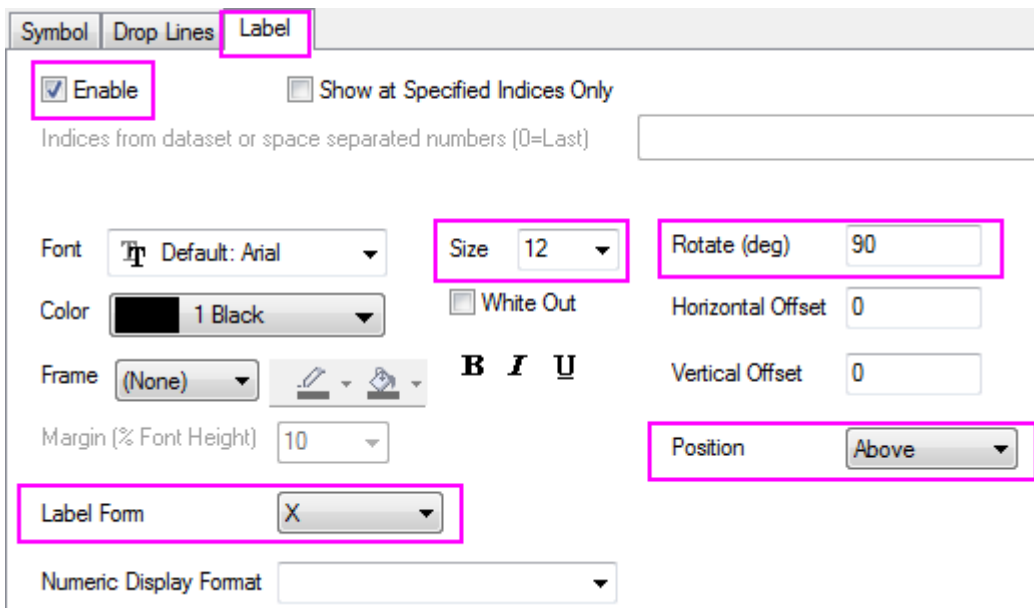 Symbol Drop Lines Label
Enable Show at Specified Indices Only
Indices from dataset or space separated numbers (0=Last)
Font Default: Arial Size 12 Rotate (deg) 90
Color 1 Black White Out Horizontal Offset 0
Frame (None) B I U Vertical Offset 0
Margin (% Font Height) 10 Position Above
Label Form X
Numeric Display Format